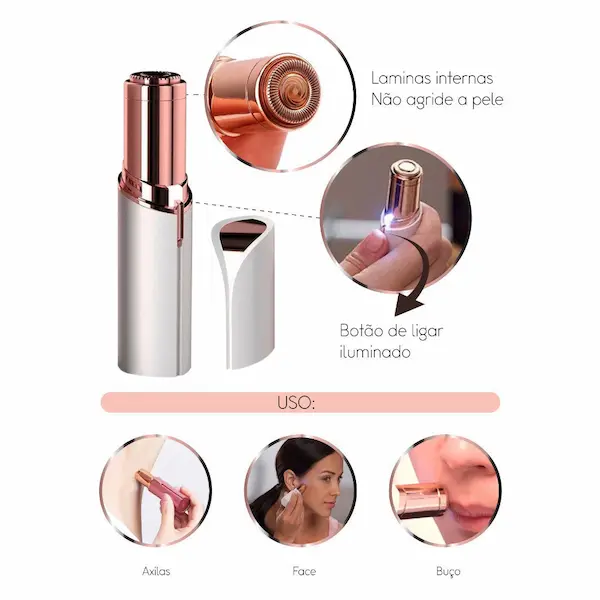 Laminas internas
Não agride a pele
Botão de ligar
iluminado
USO:
Axilas
Face
Buço